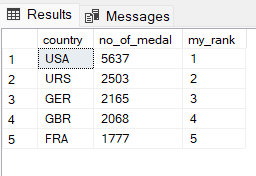 Results Messages
country no_of_medal my_rank
1 USA 5637 1
2 URS 2503 2
3 GER 2165 3
4 GBR 2068 4
5 FRA 1777 5